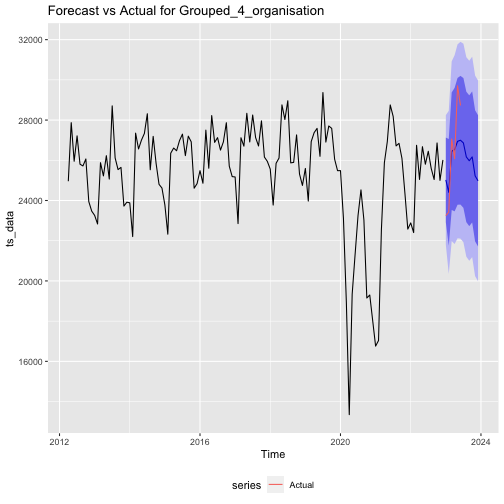 Forecast vs Actual for Grouped_4_organisation
32000
28000
24000
20000
16000
ts_data
2012 2016 2020 2024
Time
series Actual